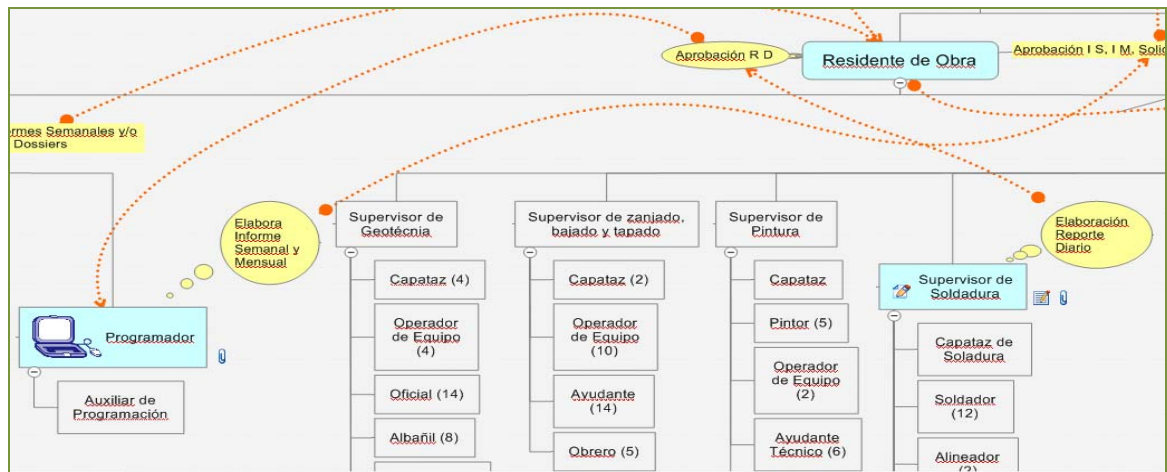 Aprobación R D
Residente de Obra
Aprobación I S, I M, Solic
ormes Semanales y/o
Dossiers
Elabora
Informe
Semanal y
Mensual
Programador
Auxiliar de
Programación
Supervisor de
Geotécnia
Capataz (4)
Operador
de Equipo
(4)
Oficial (14)
Albañil (8)
Supervisor de zanjado,
bajado y tapado
Capataz (2)
Operador
de Equipo
(10)
Ayudante
(14)
Obrero (5)
Supervisor de
Pintura
Capataz
Pintor (5)
Operador
de Equipo
(2)
Ayudante
Técnico (6)
Elaboración
Reporte
Diario
Supervisor de
Soldadura
Capataz de
Soladura
Soldador
(12)
Alineador
(2)